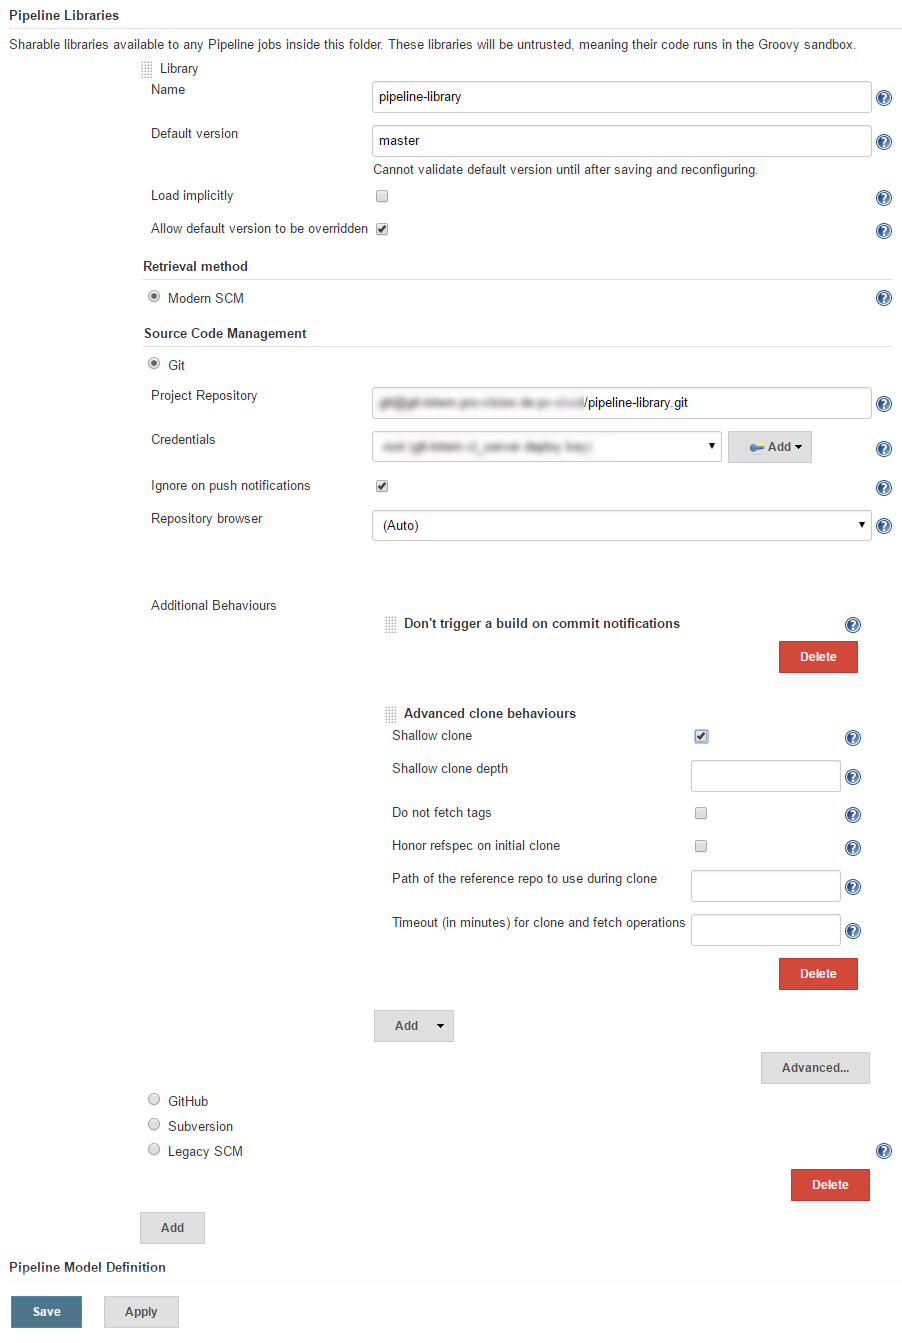 Pipeline Libraries
Sharable libraries available to any Pipeline jobs inside this folder. These libraries will be untrusted, meaning their code runs in the Groovy sandbox.
Library
Name
pipeline-library
Default version
master
Cannot validate default version until after saving and reconfiguring.
Load implicitly
Allow default version to be overridden
Retrieval method
Modern SCM
Source Code Management
Git
Project Repository
/pipeline-library.git
Credentials
Add
Ignore on push notifications
Repository browser
(Auto)
Additional Behaviours
Don't trigger a build on commit notifications
Delete
Advanced clone behaviours
Shallow clone
Shallow clone depth
Do not fetch tags
Honor refspec on initial clone
Path of the reference repo to use during clone
Timeout (in minutes) for clone and fetch operations
Delete
Add
Advanced...
GitHub
Subversion
Legacy SCM
Delete
Add
Pipeline Model Definition
Save
Apply